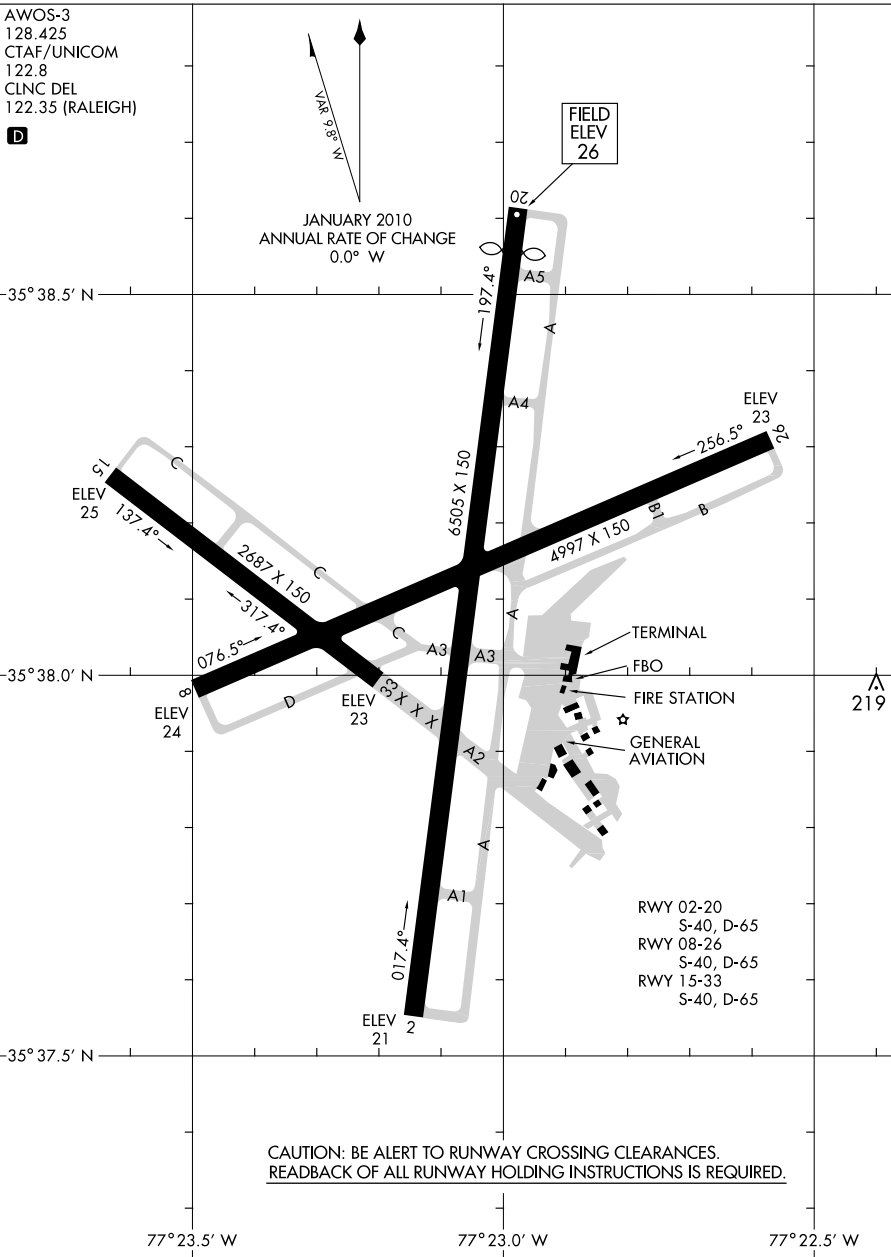 AWOS-3
128.425
CTAF/UNICOM
122.8
CLNC DEL
122.35 (RALEIGH)
D
VAR 9.8° W
JANUARY 2010
ANNUAL RATE OF CHANGE
0.0° W
FIELD
ELEV
26
20
A5
197.4°
A
35°38.5' N
A4
ELEV
23
26
256.5°
6505 X 150
B1
B
4997 X 150
15
C
ELEV
25
137.4°
2687 X 150
C
317.4°
C
076.5°
A
A3
A3
TERMINAL
FBO
FIRE STATION
GENERAL
AVIATION
219
35°38.0' N
8
ELEV
24
D
ELEV
23
33
X X X
A2
A
A1
017.4°
ELEV
21
2
RWY 02-20
S-40, D-65
RWY 08-26
S-40, D-65
RWY 15-33
S-40, D-65
35°37.5' N
CAUTION: BE ALERT TO RUNWAY CROSSING CLEARANCES.
READBACK OF ALL RUNWAY HOLDING INSTRUCTIONS IS REQUIRED.
77°23.5' W
77°23.0' W
77°22.5' W